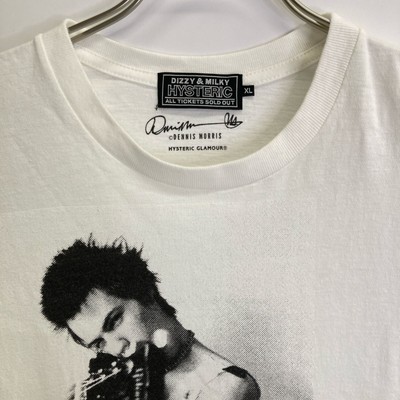 DIZZY & MILKY
HYSTERIC
ALL TICKETS SOLD OUT
XL
©DENNIS MORRIS
HYSTERIC GLAMOUR®